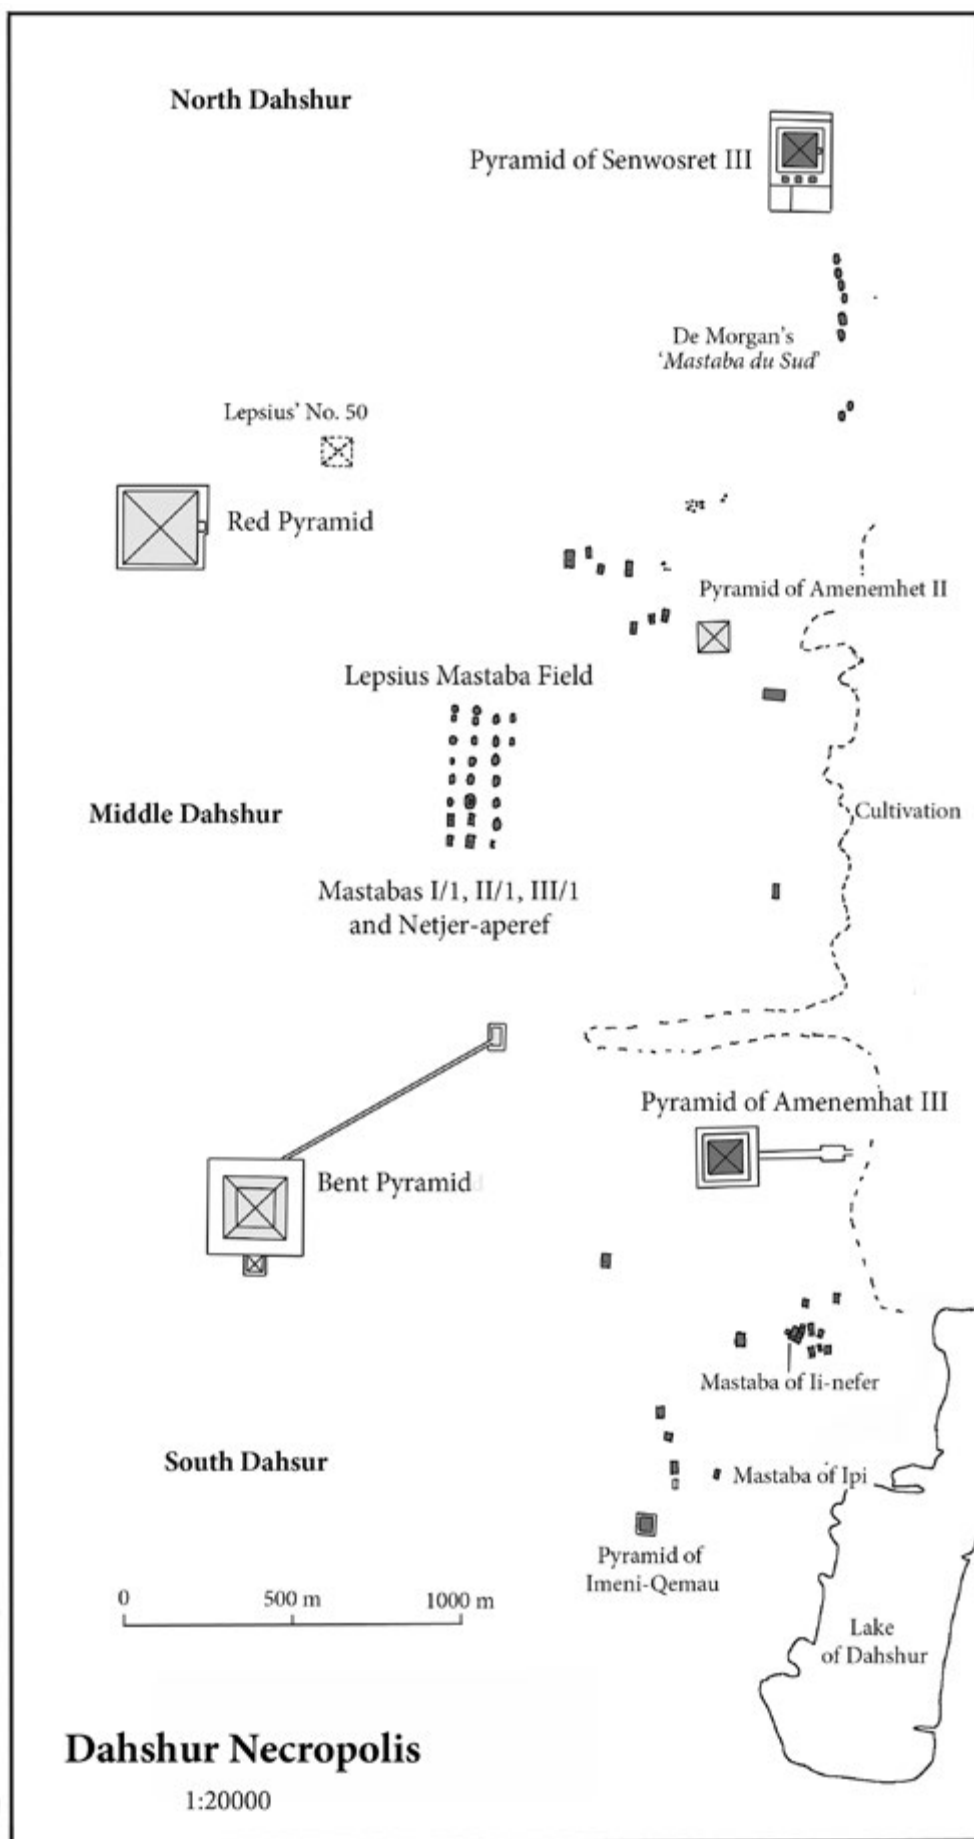 North Dahshur
Pyramid of Senwosret III
De Morgan's
'Mastaba du Sud'
Lepsius' No. 50
Red Pyramid
Pyramid of Amenemhet II
Lepsius Mastaba Field
Middle Dahshur
Cultivation
Mastabas I/1, II/1, III/1
and Netjer-aperef
Pyramid of Amenemhat III
Bent Pyramid
Mastaba of Ii-nefer
South Dahsur
Mastaba of Ipi
Pyramid of
Imeni-Qemau
0 500 m 1000 m
Lake
of Dahshur
Dahshur Necropolis
1:20000